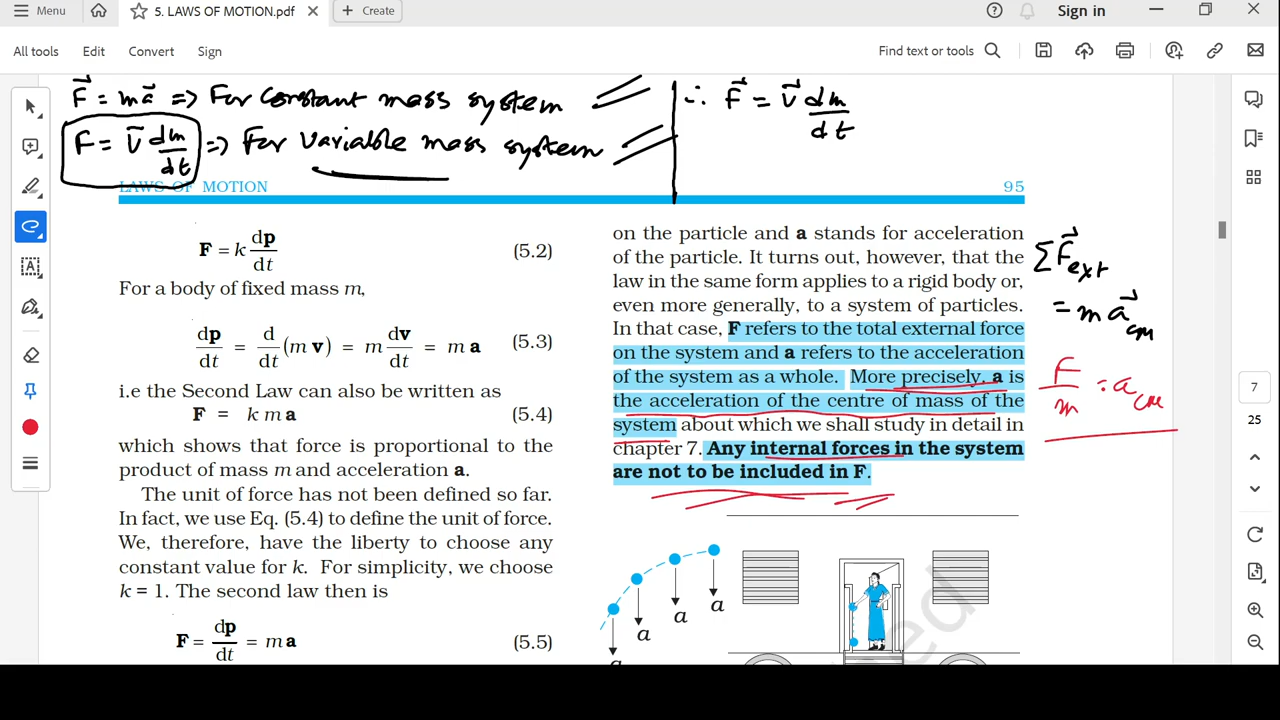 Menu
5. LAWS OF MOTION.pdf
Create
Sign in
All tools Edit Convert Sign
Find text or tools
F⃗ = ma⃗ => For Constant mass system
F = v⃗ dm/dt => For Variable mass system
∴ F⃗ = v⃗ dm/dt
LAWS OF MOTION 95
F = k dp/dt (5.2)
For a body of fixed mass m,
dp/dt = d/dt (m v) = m dv/dt = m a (5.3)
i.e the Second Law can also be written as
F = k m a (5.4)
which shows that force is proportional to the
product of mass m and acceleration a.
The unit of force has not been defined so far.
In fact, we use Eq. (5.4) to define the unit of force.
We, therefore, have the liberty to choose any
constant value for k. For simplicity, we choose
k = 1. The second law then is
F = dp/dt = m a (5.5)
on the particle and a stands for acceleration
of the particle. It turns out, however, that the
law in the same form applies to a rigid body or,
even more generally, to a system of particles.
In that case, F refers to the total external force
on the system and a refers to the acceleration
of the system as a whole. More precisely, a is
the acceleration of the centre of mass of the
system about which we shall study in detail in
chapter 7. Any internal forces in the system
are not to be included in F.
∑F⃗ext
= m a⃗cm
F/m = acm
a
a
a
a
7
25